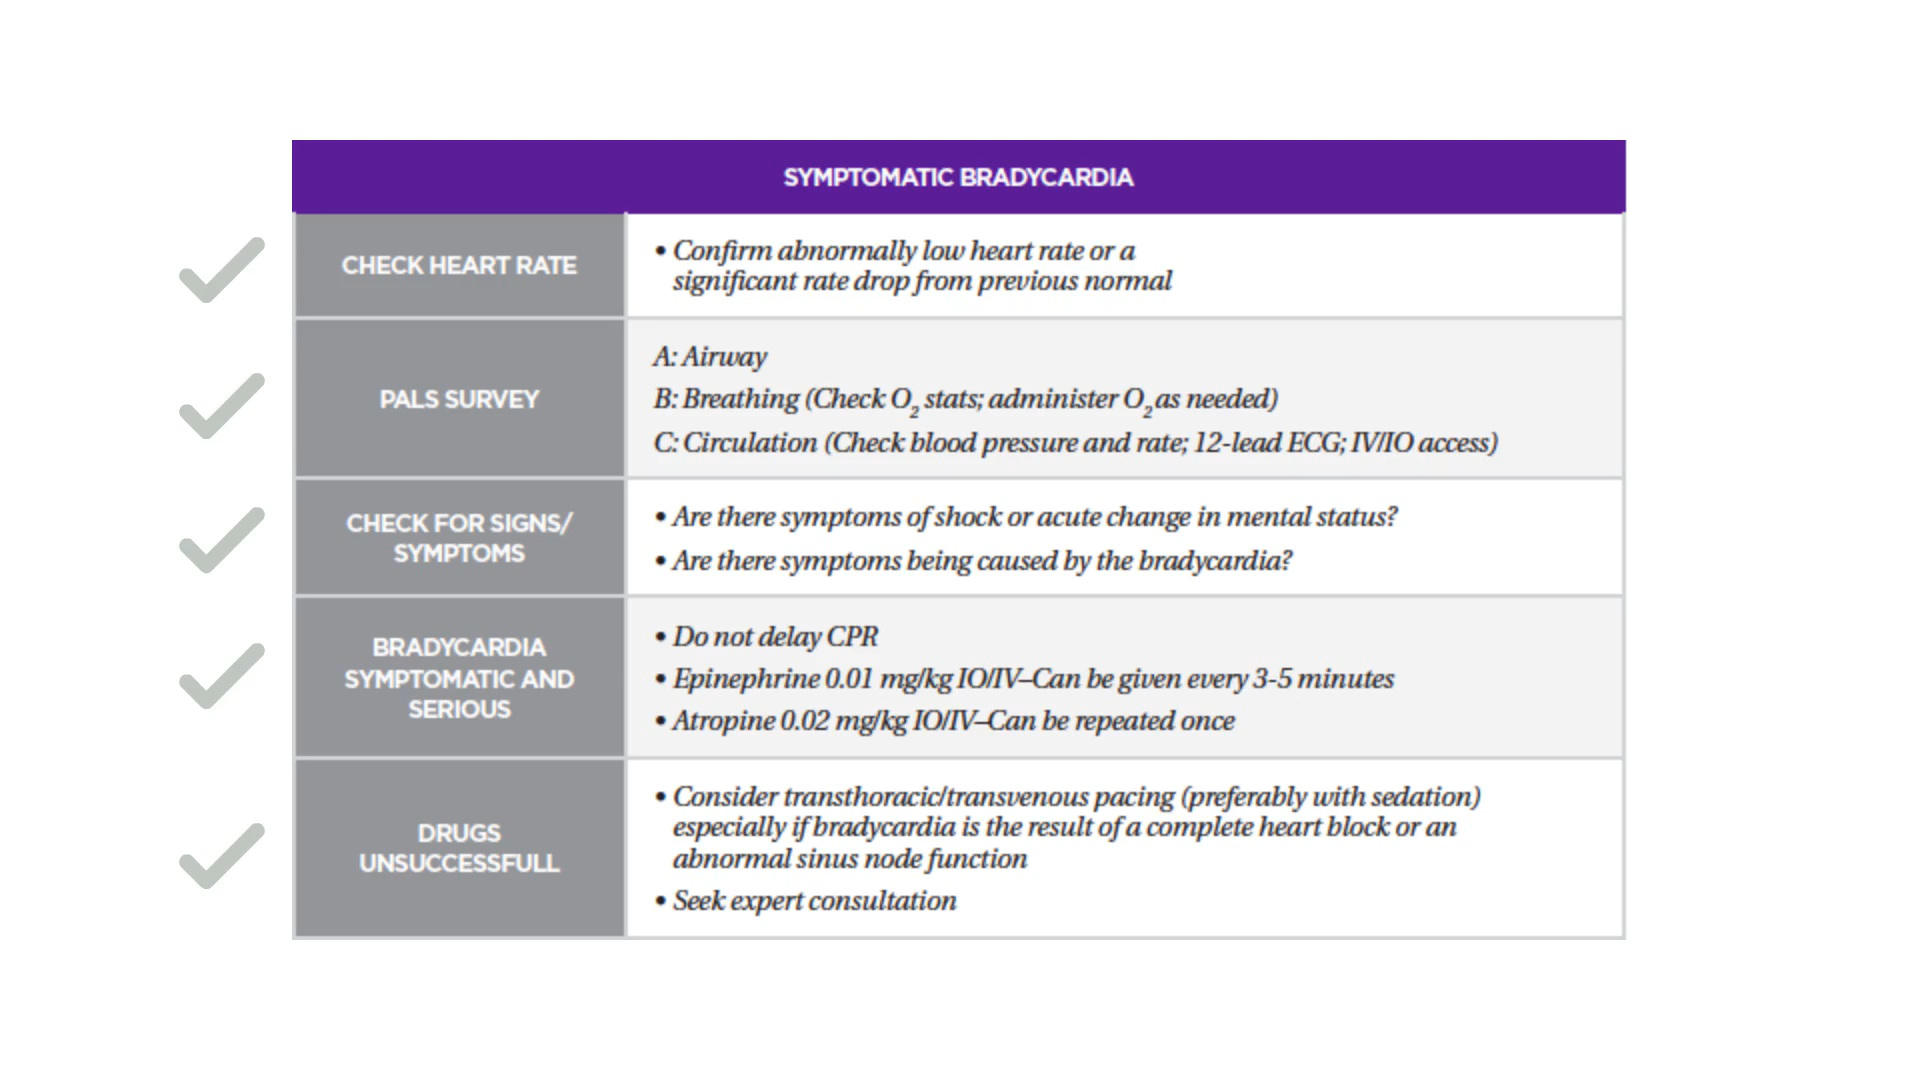 SYMPTOMATIC BRADYCARDIA
CHECK HEART RATE
• Confirm abnormally low heart rate or a
significant rate drop from previous normal
PALS SURVEY
A: Airway
B: Breathing (Check O₂ stats; administer O₂ as needed)
C: Circulation (Check blood pressure and rate; 12-lead ECG; IV/IO access)
CHECK FOR SIGNS/
SYMPTOMS
• Are there symptoms of shock or acute change in mental status?
• Are there symptoms being caused by the bradycardia?
BRADYCARDIA
SYMPTOMATIC AND
SERIOUS
• Do not delay CPR
• Epinephrine 0.01 mg/kg IO/IV–Can be given every 3-5 minutes
• Atropine 0.02 mg/kg IO/IV–Can be repeated once
DRUGS
UNSUCCESSFULL
• Consider transthoracic/transvenous pacing (preferably with sedation)
especially if bradycardia is the result of a complete heart block or an
abnormal sinus node function
• Seek expert consultation